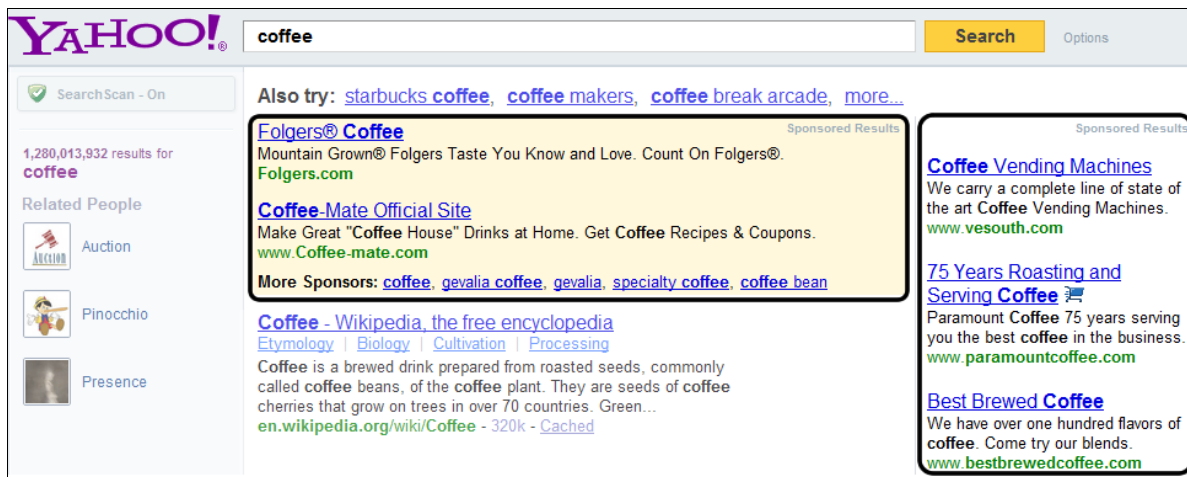 YAHOO!®
coffee
Search
Options
SearchScan - On
1,280,013,932 results for
coffee
Related People
AUCTION
Auction
Pinocchio
Presence
Also try: starbucks coffee, coffee makers, coffee break arcade, more...
Sponsored Results
Folgers® Coffee
Mountain Grown® Folgers Taste You Know and Love. Count On Folgers®.
Folgers.com
Coffee-Mate Official Site
Make Great "Coffee House" Drinks at Home. Get Coffee Recipes & Coupons.
www.Coffee-mate.com
More Sponsors: coffee, gevalia coffee, gevalia, specialty coffee, coffee bean
Coffee - Wikipedia, the free encyclopedia
Etymology | Biology | Cultivation | Processing
Coffee is a brewed drink prepared from roasted seeds, commonly
called coffee beans, of the coffee plant. They are seeds of coffee
cherries that grow on trees in over 70 countries. Green...
en.wikipedia.org/wiki/Coffee - 320k - Cached
Sponsored Results
Coffee Vending Machines
We carry a complete line of state of
the art Coffee Vending Machines.
www.vesouth.com
75 Years Roasting and
Serving Coffee
Paramount Coffee 75 years serving
you the best coffee in the business.
www.paramountcoffee.com
Best Brewed Coffee
We have over one hundred flavors of
coffee. Come try our blends.
www.bestbrewedcoffee.com